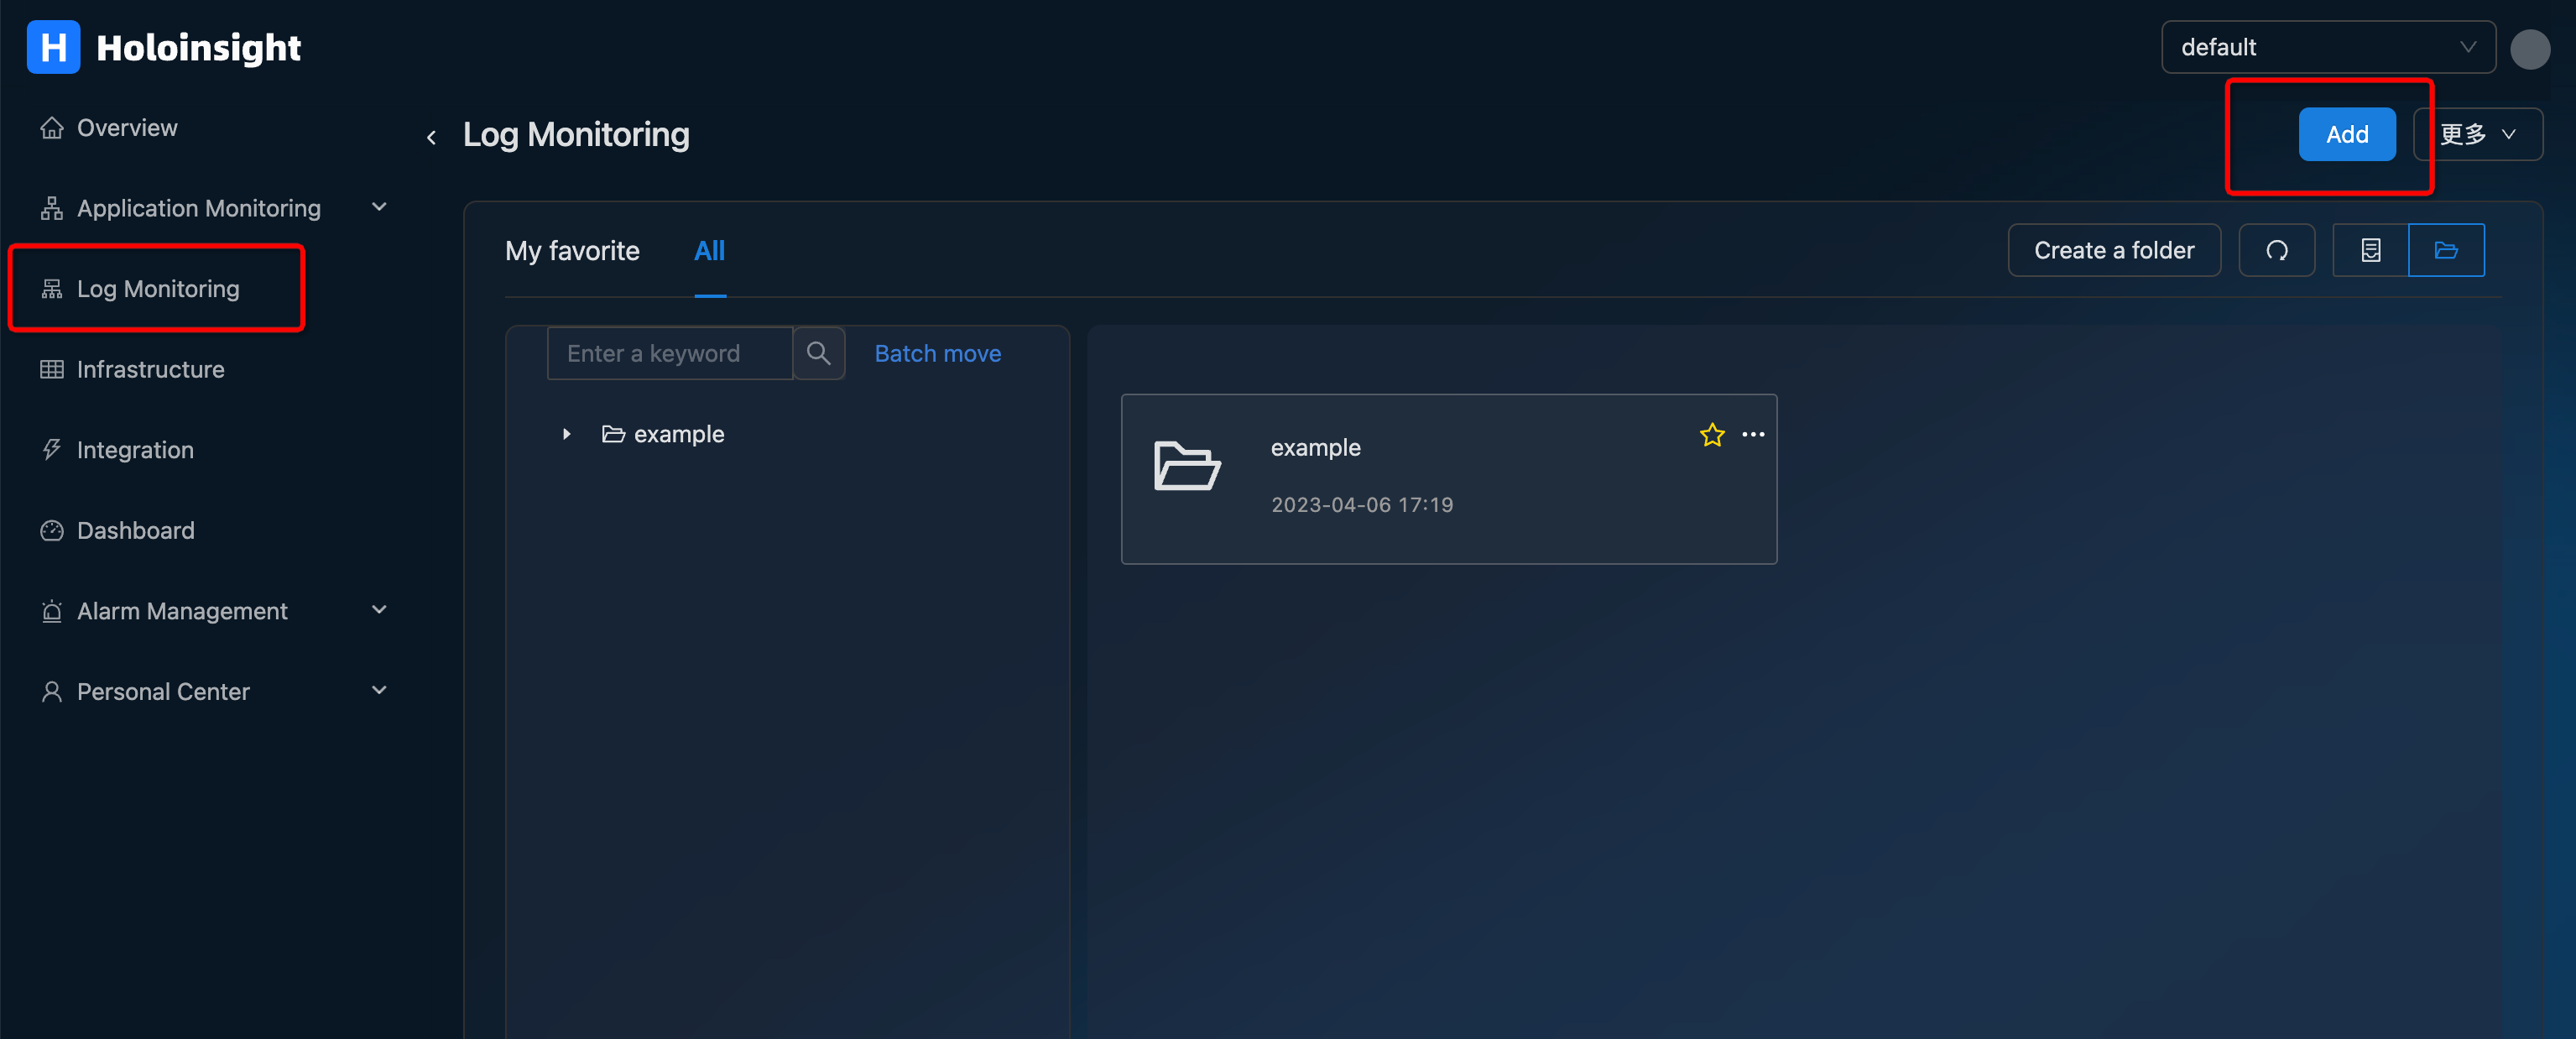 H Holoinsight
default
Overview
Log Monitoring
Add
更多
Application Monitoring
My favorite
All
Create a folder
Log Monitoring
Enter a keyword
Batch move
Infrastructure
example
example
2023-04-06 17:19
Integration
Dashboard
Alarm Management
Personal Center